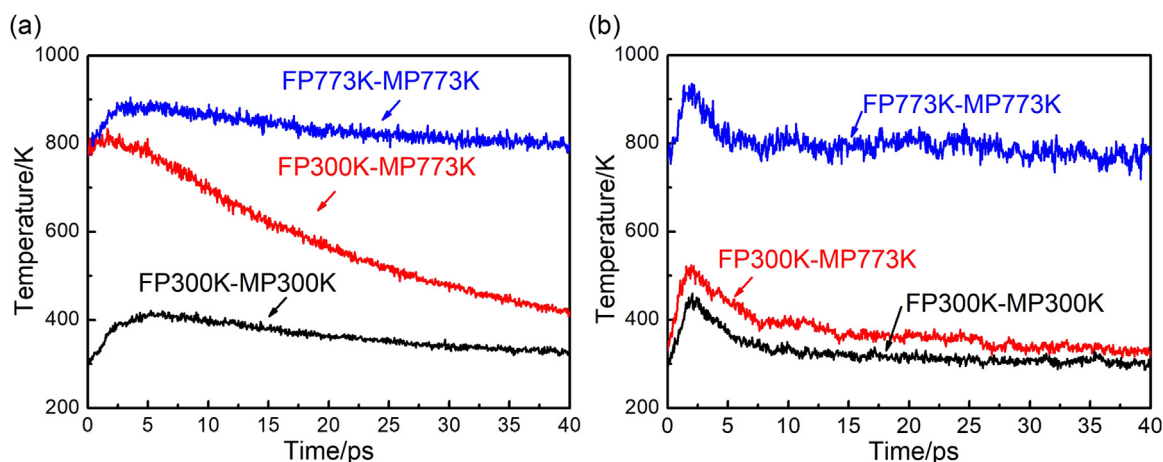 (a)
1000
800
600
400
200
Temperature/K
FP773K-MP773K
FP300K-MP773K
FP300K-MP300K
0 5 10 15 20 25 30 35 40
Time/ps
(b)
1000
800
600
400
200
Temperature/K
FP773K-MP773K
FP300K-MP773K
FP300K-MP300K
0 5 10 15 20 25 30 35 40
Time/ps